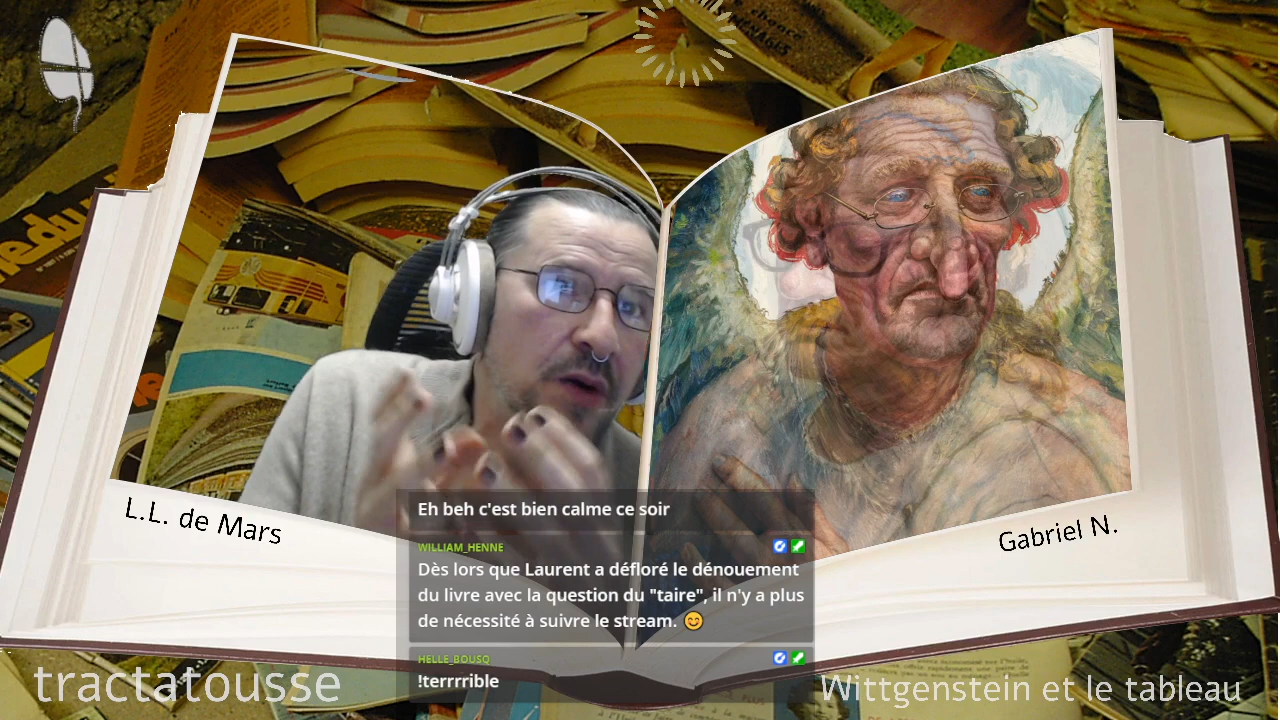 chance
L.L. de Mars
Gabriel N.
Eh beh c'est bien calme ce soir
WILLIAM_HENNE
Dès lors que Laurent a défloré le dénouement
du livre avec la question du "taire", il n'y a plus
de nécessité à suivre le stream. 😊
HELLE_BOUSQ
!terrrrible
tractatousse
Wittgenstein et le tableau